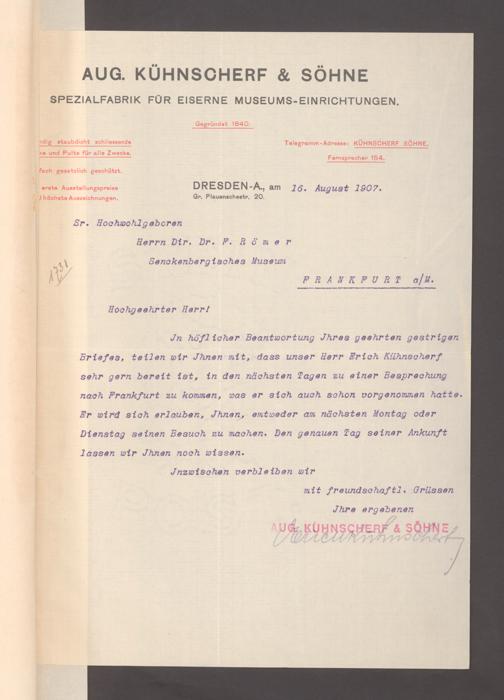 AUG. KÜHNSCHERF & SÖHNE
SPEZIALFABRIK FÜR EISERNE MUSEUMS-EINRICHTUNGEN.
Gegründet 1840.
ndig staubdicht schliessende
und Pulte für alle Zwecke.
fach gesetzlich geschützt.
erste Ausstellungspreise
höchste Auszeichnungen.
Telegramm-Adresse: KÜHNSCHERF SÖHNE.
Fernsprecher 154.
DRESDEN-A., am 16. August 1907.
Gr. Plauenschestr. 20.
Sr. Hochwohlgeboren
Herrn Dir. Dr. F. Römer
Senckenbergisches Museum
FRANKFURT a/M.
1731
Hochgeehrter Herr!
Jn höflicher Beantwortung Jhres geehrten gestrigen
Briefes, teilen wir Jhnen mit, dass unser Herr Erich Kühnscherf
sehr gern bereit ist, in den nächsten Tagen zu einer Besprechung
nach Frankfurt zu kommen, was er sich auch schon vorgenommen hatte.
Er wird sich erlauben, Jhnen, emtweder am nächsten Montag oder
Dienstag seinen Besuch zu machen. Den genauen Tag seiner Ankunft
lassen wir Jhnen noch wissen.
Jnzwischen verbleiben wir
mit freundschaftl. Grüssen
Jhre ergebenen
AUG. KÜHNSCHERF & SÖHNE